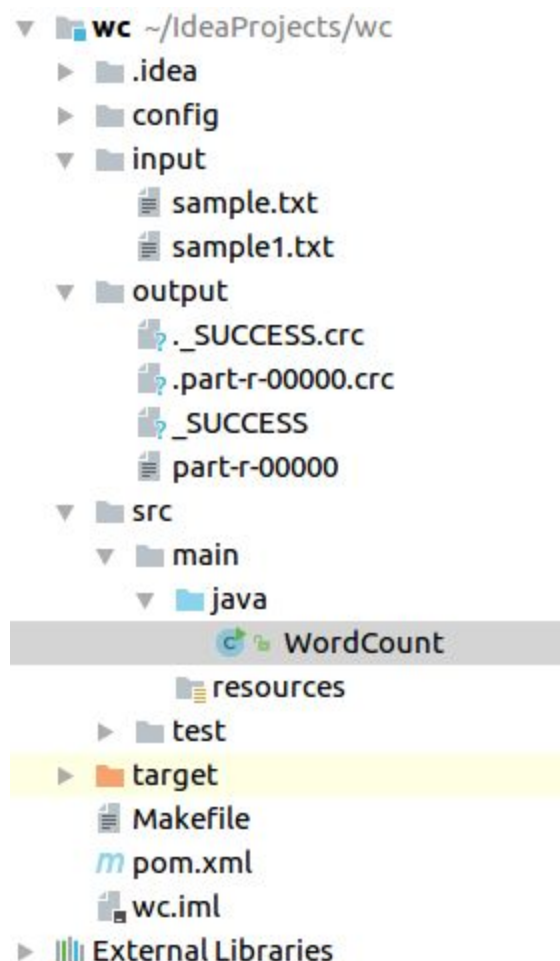 wc ~/IdeaProjects/wc
.idea
config
input
sample.txt
sample1.txt
output
._SUCCESS.crc
.part-r-00000.crc
_SUCCESS
part-r-00000
src
main
java
WordCount
resources
test
target
Makefile
pom.xml
wc.iml
External Libraries